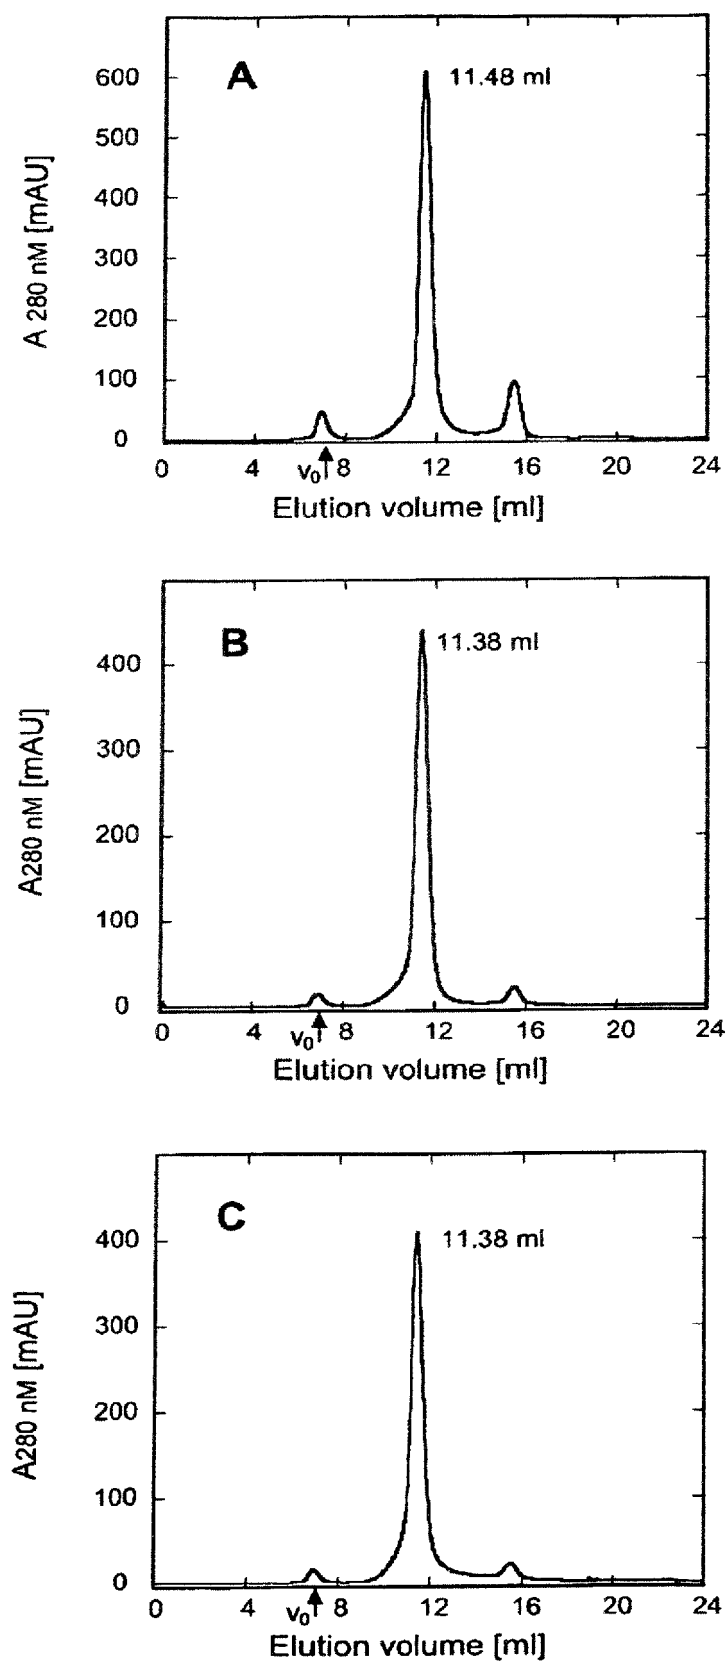 A
11.48 ml
600
500
400
300
200
100
0
A 280 nM [mAU]
0 4 v0 8 12 16 20 24
Elution volume [ml]
B
11.38 ml
400
300
200
100
0
A280 nM [mAU]
0 4 v0 8 12 16 20 24
Elution volume [ml]
C
11.38 ml
400
300
200
100
0
A280 nM [mAU]
0 4 v0 8 12 16 20 24
Elution volume [ml]